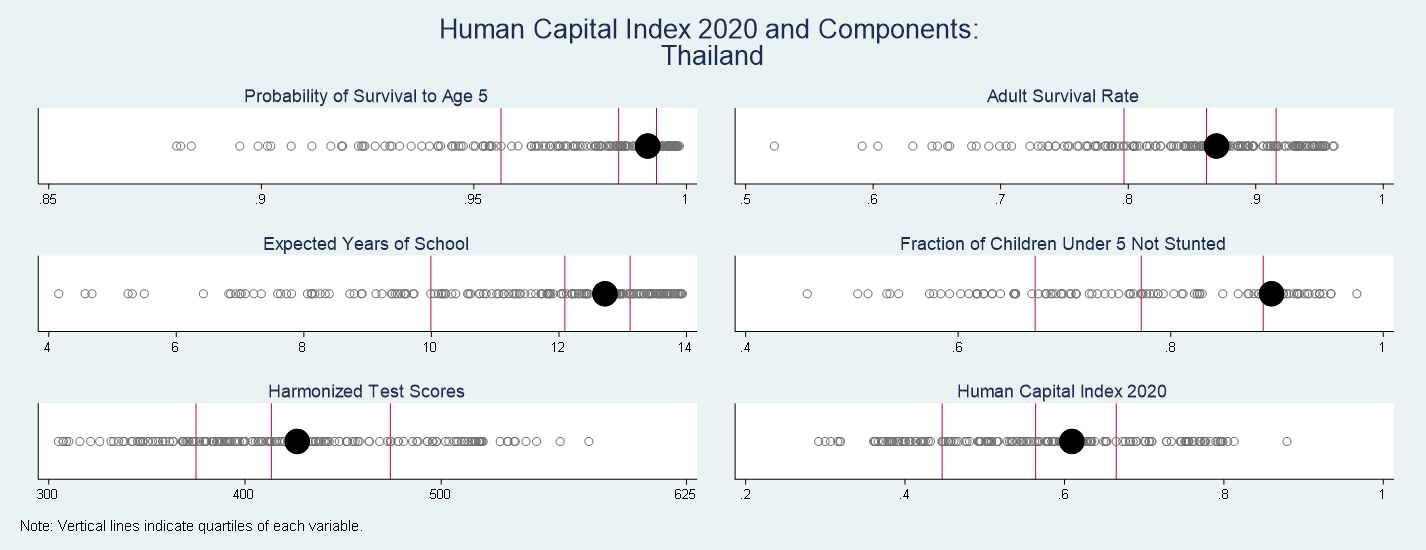 Human Capital Index 2020 and Components:
Thailand
Probability of Survival to Age 5
.85 .9 .95 1
Adult Survival Rate
.5 .6 .7 .8 .9 1
Expected Years of School
4 6 8 10 12 14
Fraction of Children Under 5 Not Stunted
.4 .6 .8 1
Harmonized Test Scores
300 400 500 625
Human Capital Index 2020
.2 .4 .6 .8 1
Note: Vertical lines indicate quartiles of each variable.